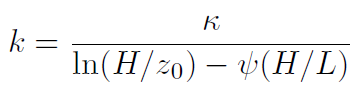 k = κ / (ln(H/z₀) − ψ(H/L))